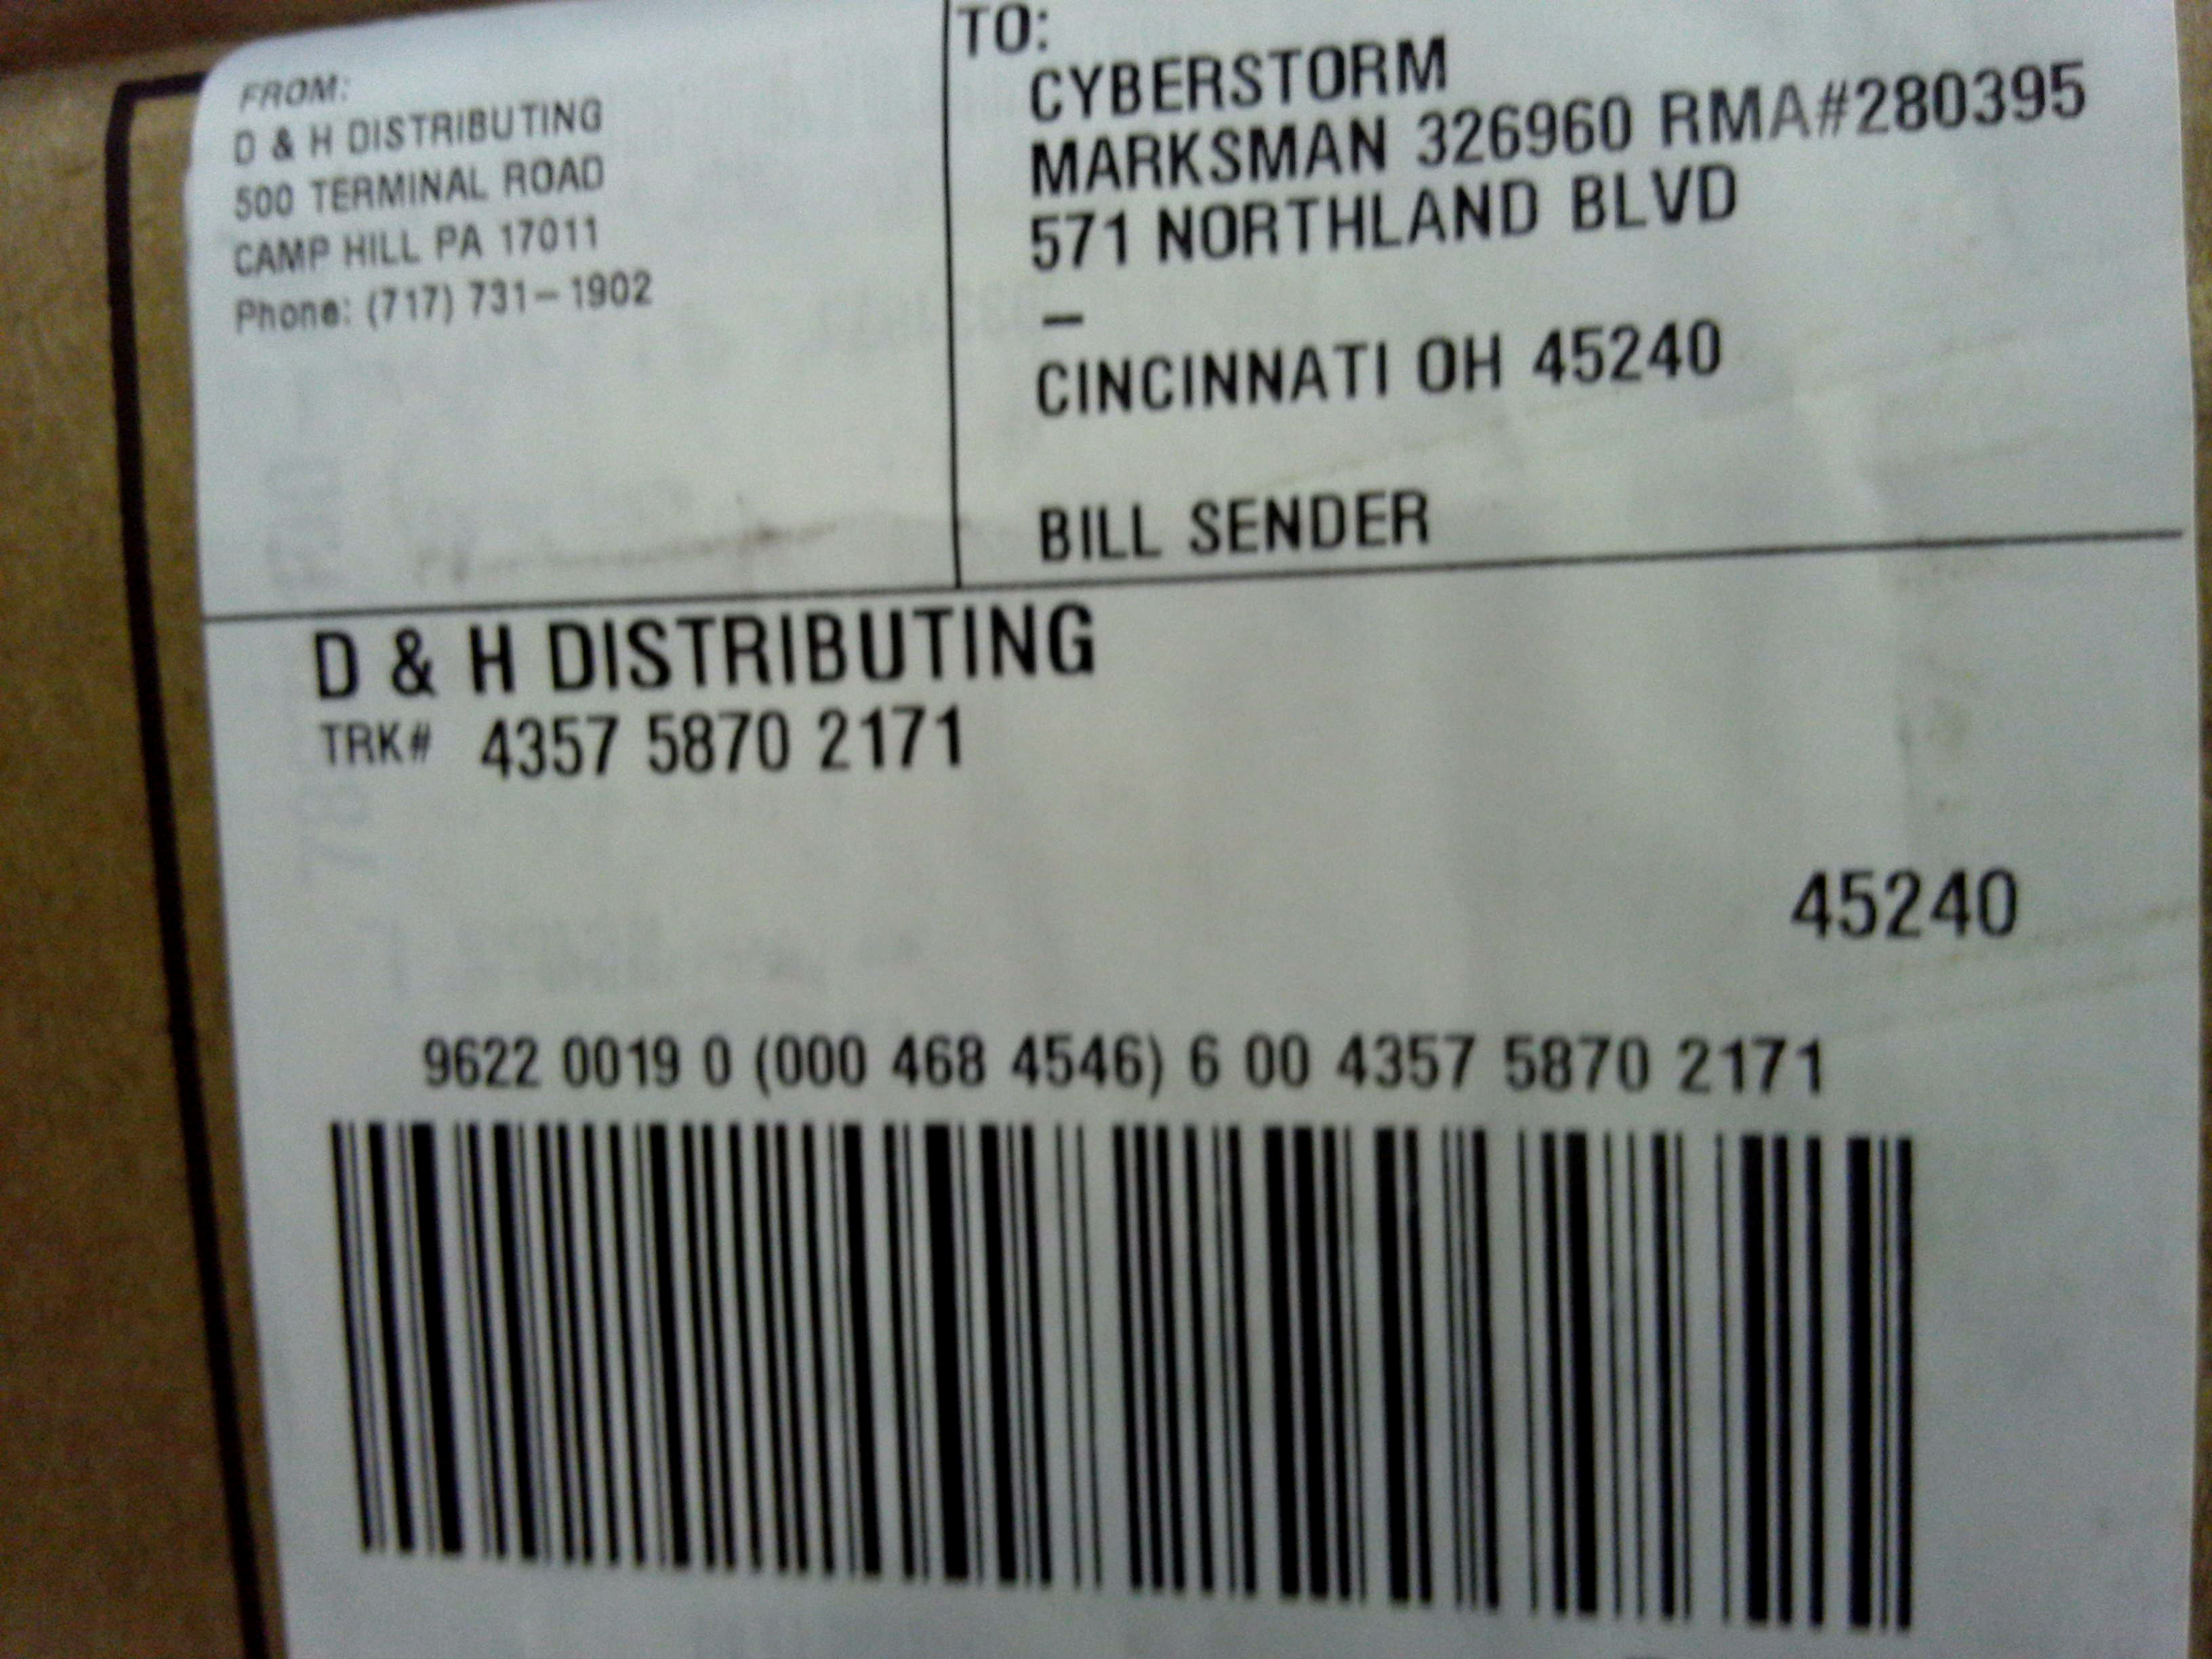 FROM:
D & H DISTRIBUTING
500 TERMINAL ROAD
CAMP HILL PA 17011
Phone: (717) 731-1902
TO:
CYBERSTORM
MARKSMAN 326960 RMA#280395
571 NORTHLAND BLVD
–
CINCINNATI OH 45240
BILL SENDER
D & H DISTRIBUTING
TRK# 4357 5870 2171
45240
9622 0019 0 (000 468 4546) 6 00 4357 5870 2171